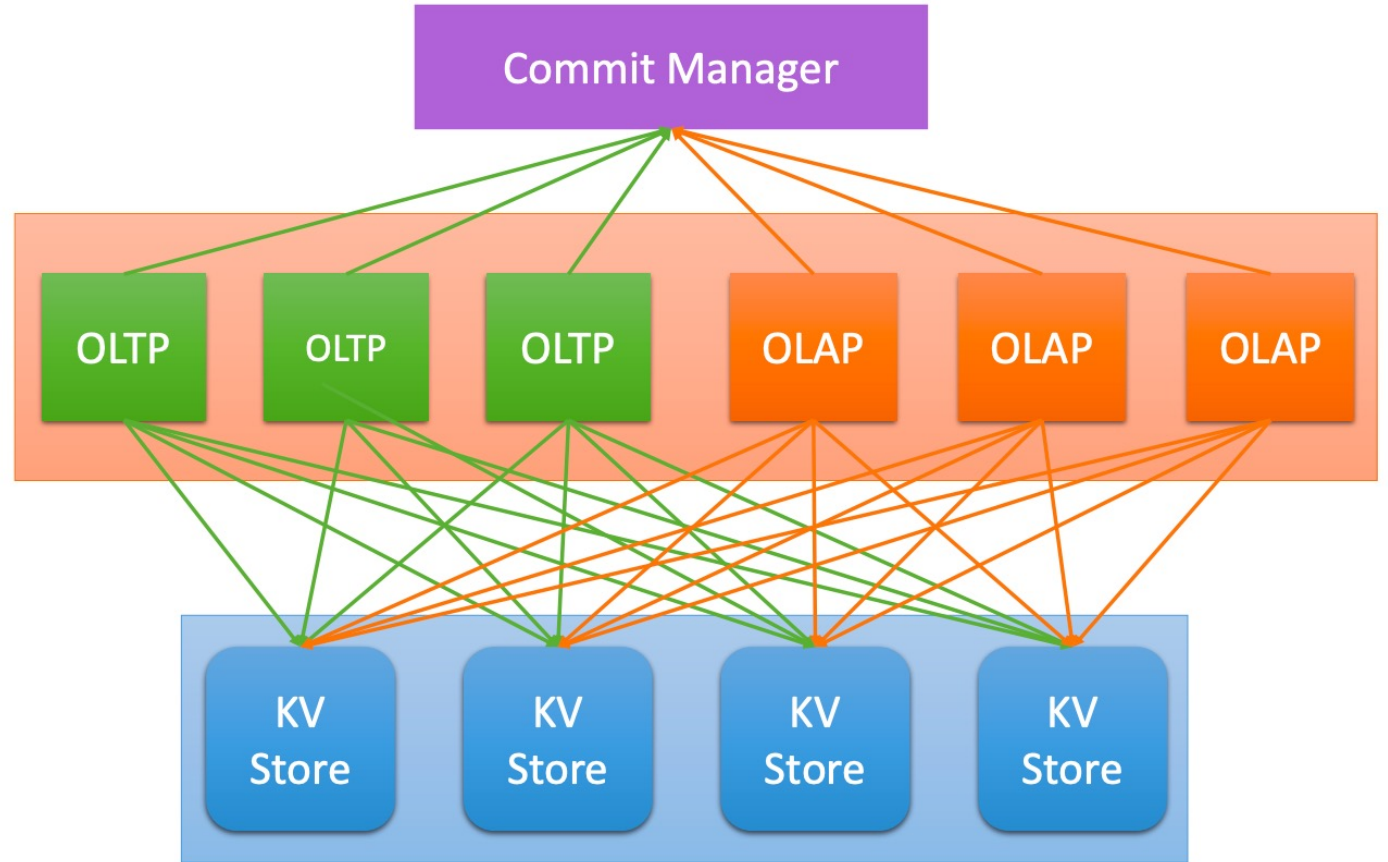 Commit Manager
OLTP
OLTP
OLTP
OLAP
OLAP
OLAP
KV
Store
KV
Store
KV
Store
KV
Store